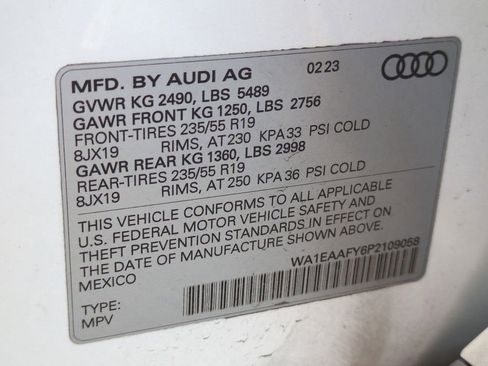 MFD. BY AUDI AG 02 23
GVWR KG 2490, LBS 5489
GAWR FRONT KG 1250, LBS 2756
FRONT-TIRES 235/55 R19
8JX19 RIMS, AT 230 KPA 33 PSI COLD
GAWR REAR KG 1360, LBS 2998
REAR-TIRES 235/55 R19
8JX19 RIMS, AT 250 KPA 36 PSI COLD
THIS VEHICLE CONFORMS TO ALL APPLICABLE
U.S. FEDERAL MOTOR VEHICLE SAFETY AND
THEFT PREVENTION STANDARDS IN EFFECT ON
THE DATE OF MANUFACTURE SHOWN ABOVE.
MEXICO
WA1EAAFY6P2109058
TYPE:
MPV